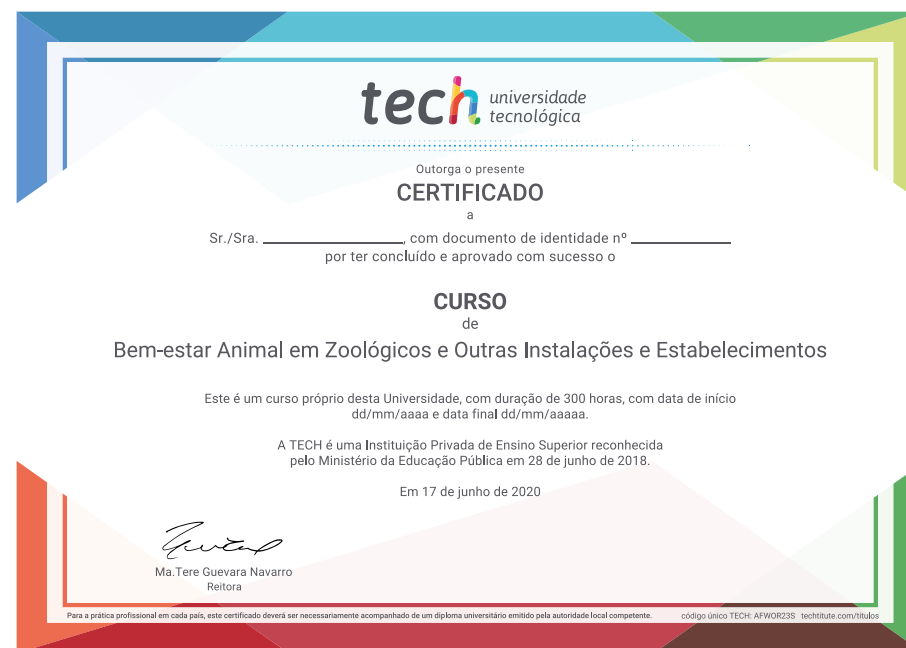 tech universidade
tecnológica
Outorga o presente
CERTIFICADO
a
Sr./Sra. ______________, com documento de identidade nº __________
por ter concluído e aprovado com sucesso o
CURSO
de
Bem-estar Animal em Zoológicos e Outras Instalações e Estabelecimentos
Este é um curso próprio desta Universidade, com duração de 300 horas, com data de início
dd/mm/aaaa e data final dd/mm/aaaaa.
A TECH é uma Instituição Privada de Ensino Superior reconhecida
pelo Ministério da Educação Pública em 28 de junho de 2018.
Em 17 de junho de 2020
Ma.Tere Guevara Navarro
Reitora
Para a prática profissional em cada país, este certificado deverá ser necessariamente acompanhado de um diploma universitário emitido pela autoridade local competente. código único TECH: AFWOR23S techtitute.com/titulos